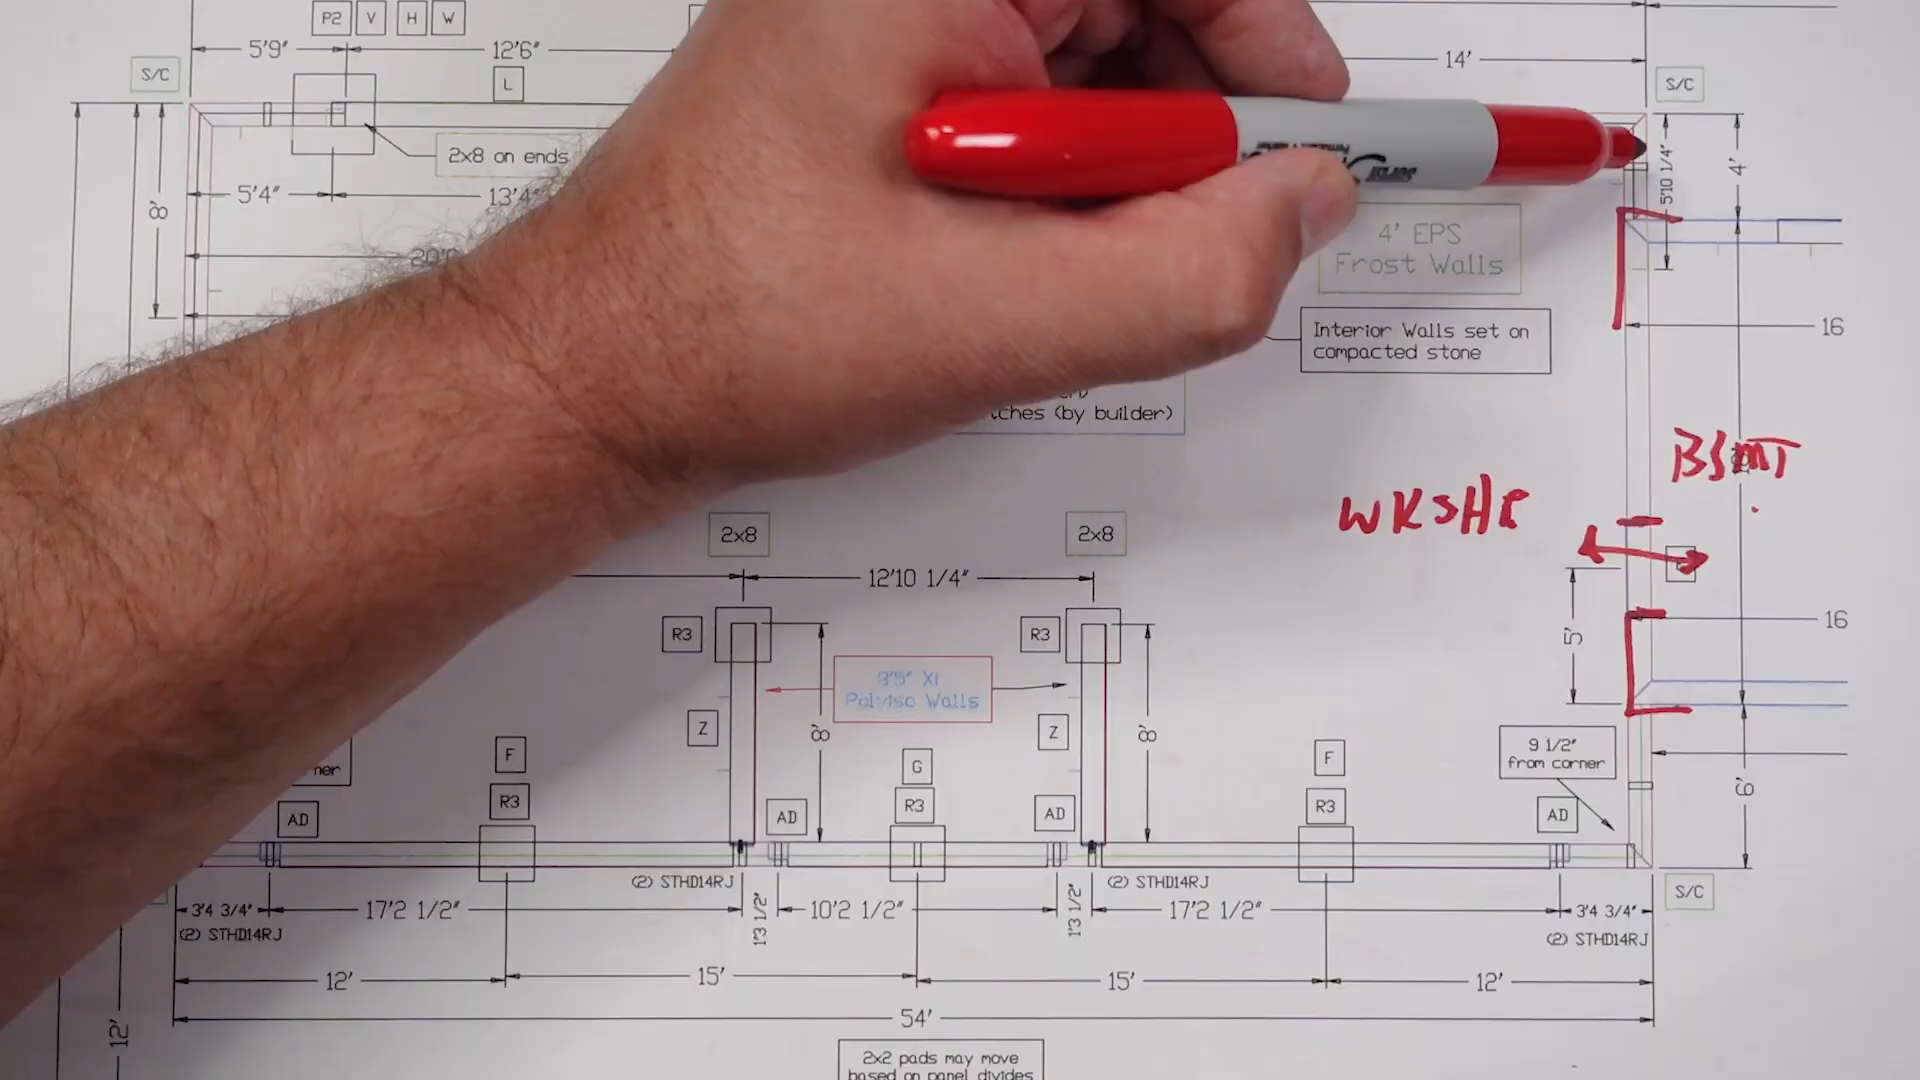 P2 V H W
5'9" 12'6" 14'
S/C L S/C
2x8 on ends
5'10 1/4" 4'
5'4" 13'4"
8'
4' EPS
Frost Walls
Interior Walls set on
compacted stone
16
(by builder)
BSMT
WKSHP
2x8 2x8
12'10 1/4"
R3 R3
5'
16
Polyiso Walls
Z 8' Z 8'
F G F
R3 R3 R3
9 1/2"
from corner
6'
AD AD AD AD
(2) STHD14RJ (2) STHD14RJ
S/C
3'4 3/4" 17'2 1/2" 1'3 1/2" 10'2 1/2" 1'3 1/2" 17'2 1/2" 3'4 3/4"
(2) STHD14RJ (2) STHD14RJ
12' 15' 15' 12'
54'
12'
2x2 pads may move
based on panel divides